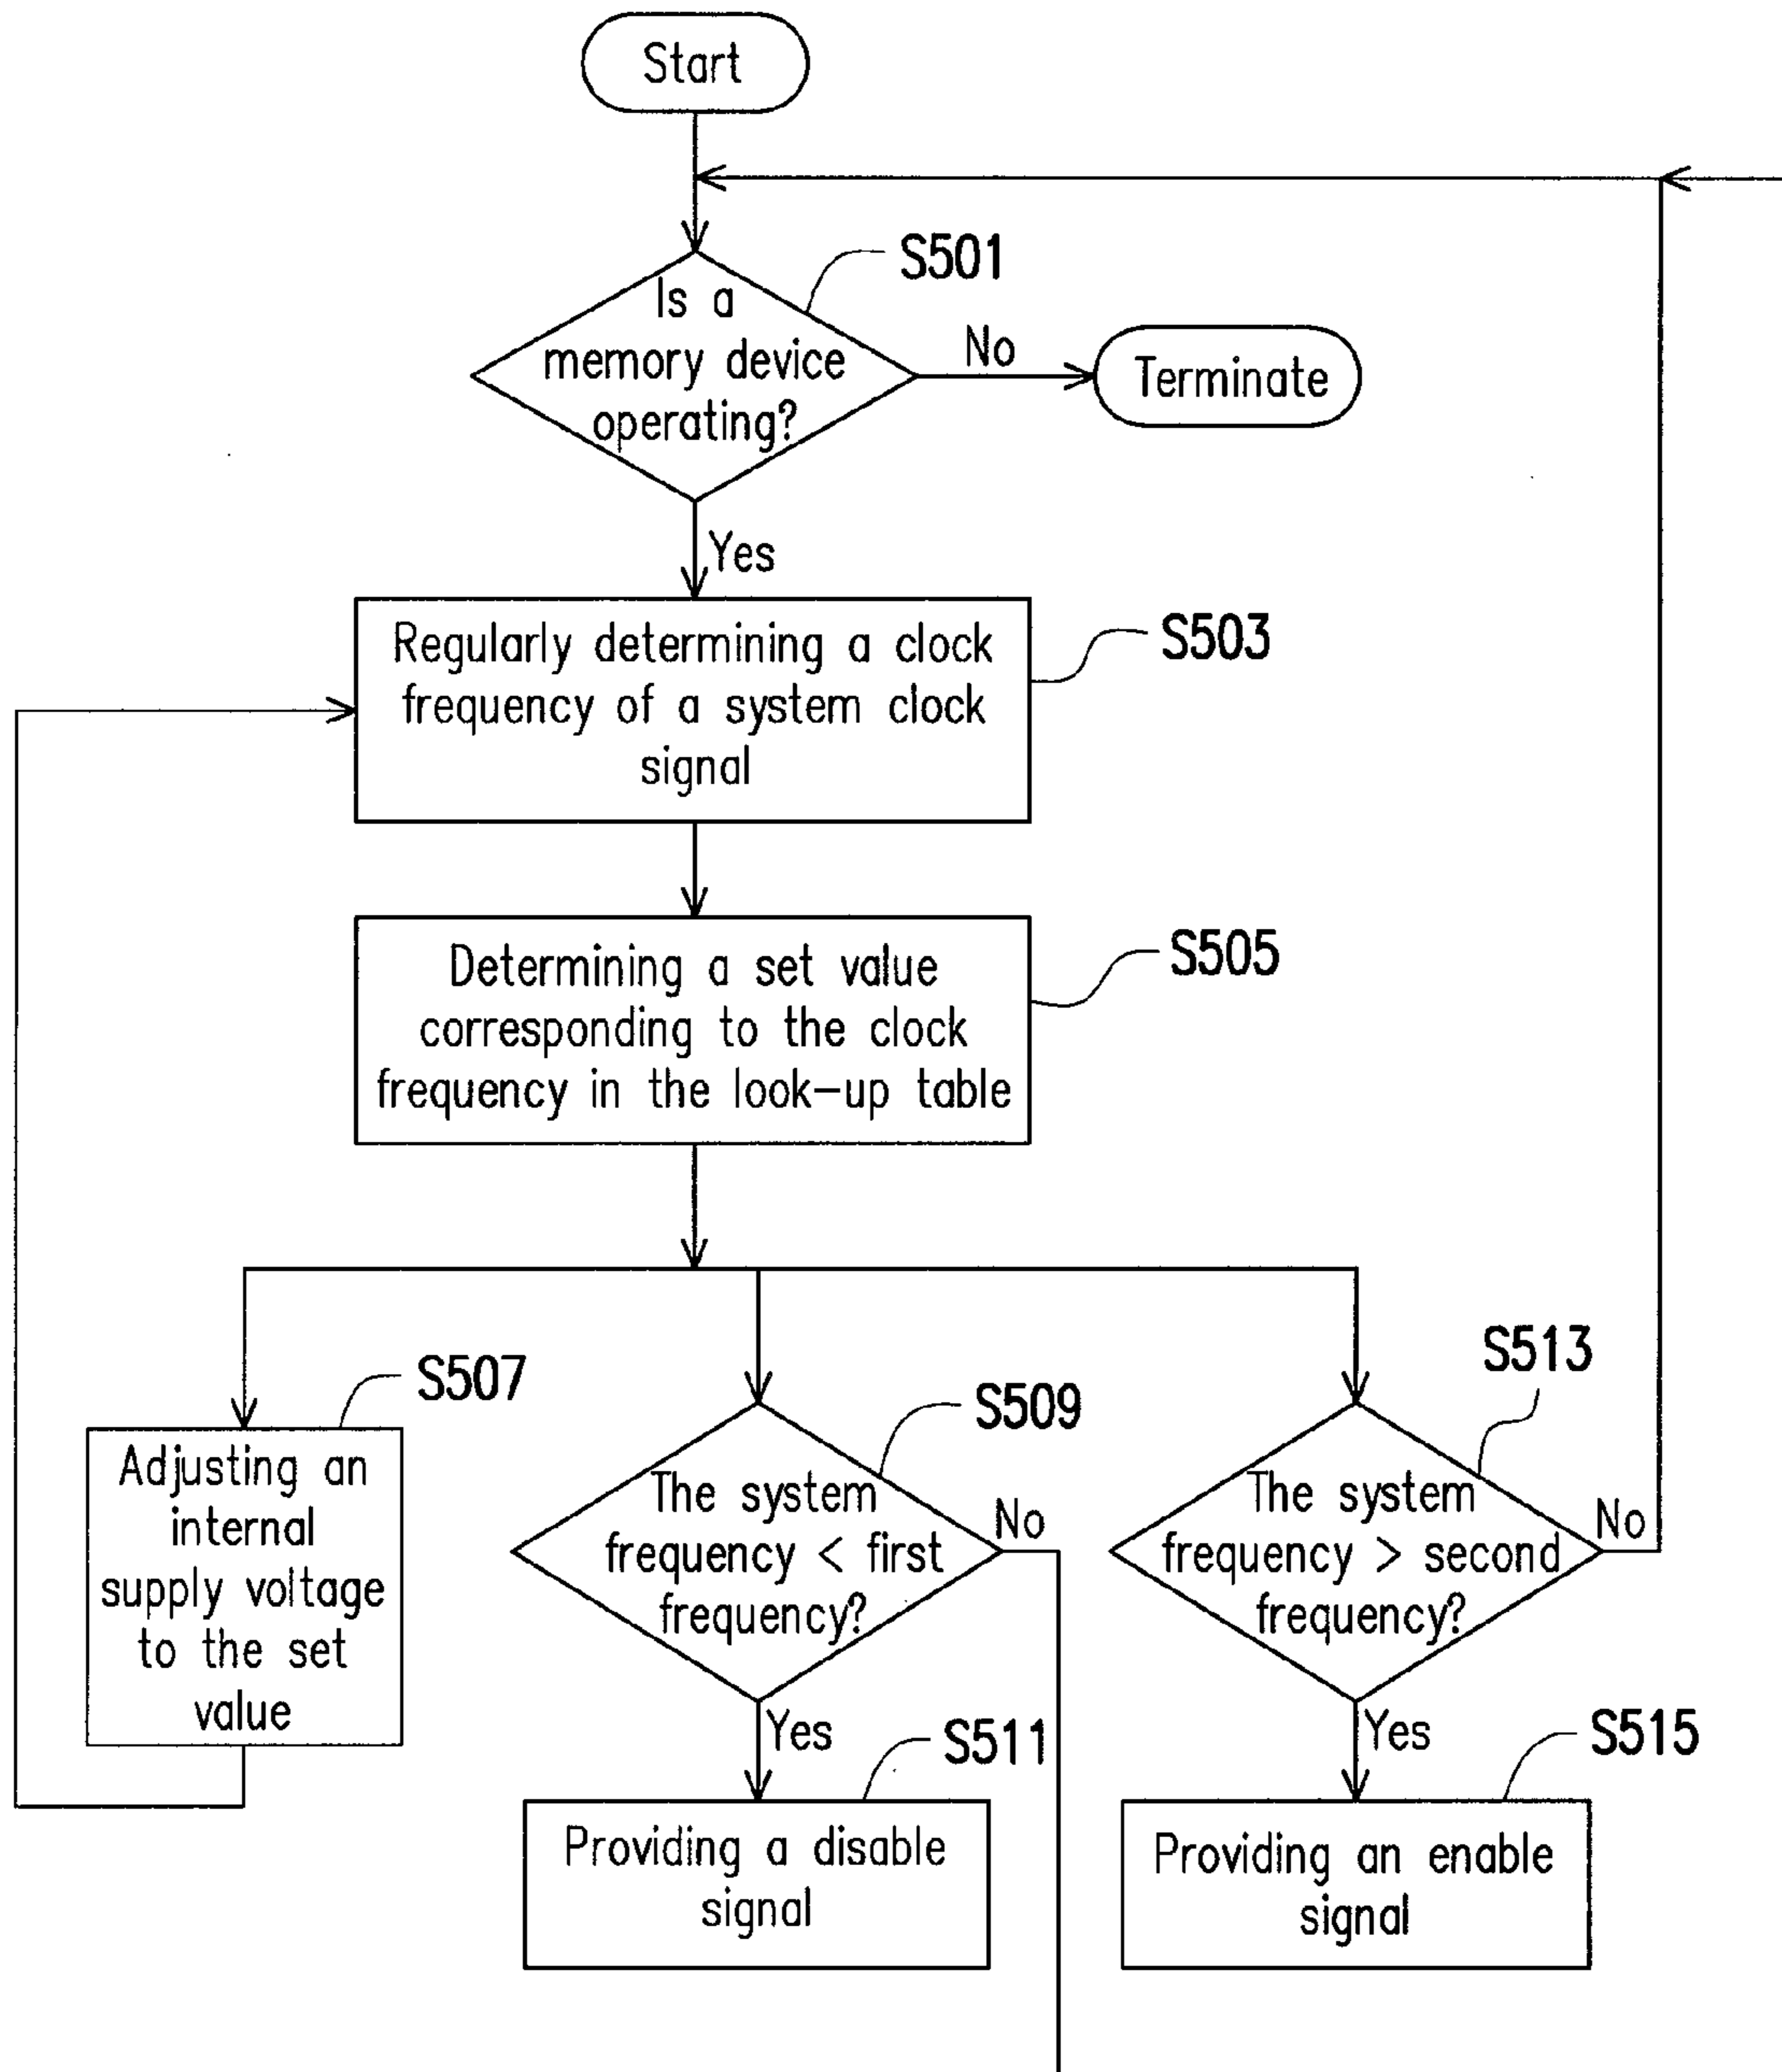 Start
S501
Is a
memory device
operating?
No
Terminate
Yes
Regularly determining a clock
frequency of a system clock
signal
S503
Determining a set value
corresponding to the clock
frequency in the look-up table
S505
S507
Adjusting an
internal
supply voltage
to the set
value
S509
The system
frequency < first
frequency?
No
Yes
S511
Providing a disable
signal
S513
The system
frequency > second
frequency?
No
Yes
S515
Providing an enable
signal